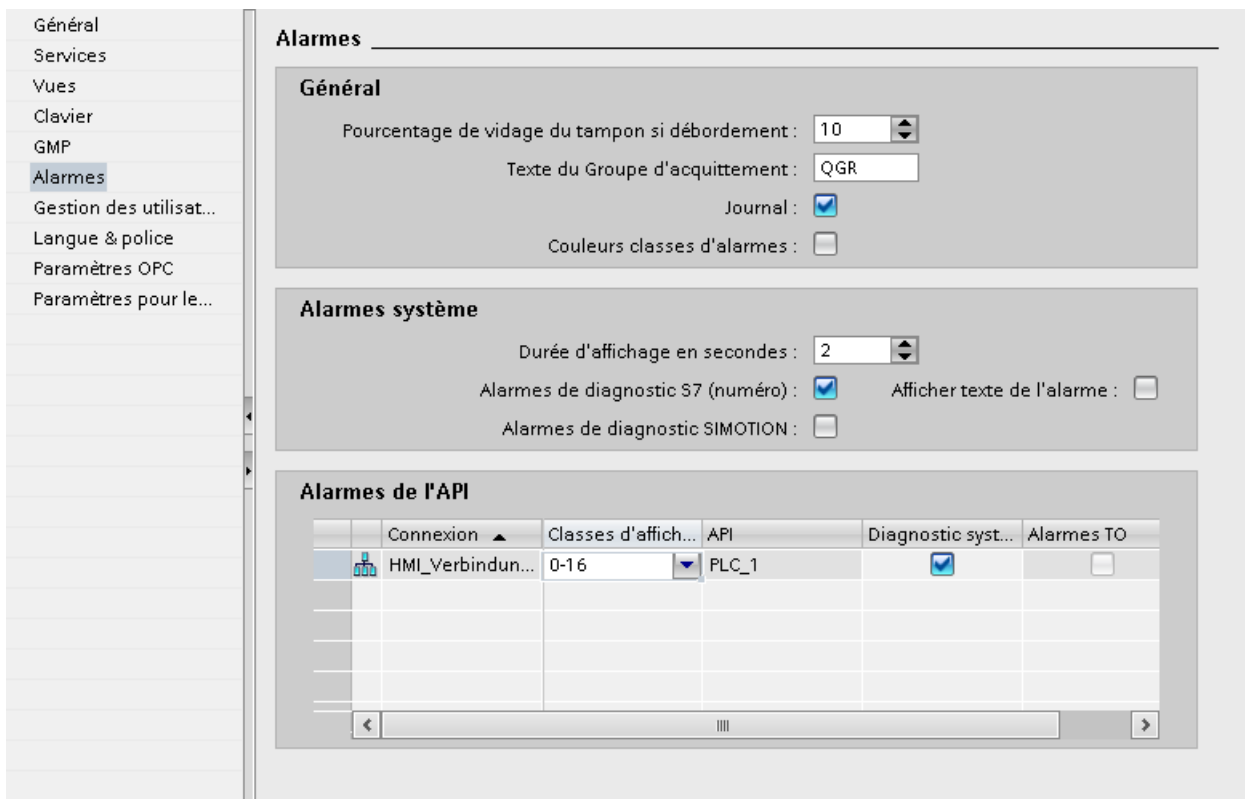 Général
Services
Vues
Clavier
GMP
Alarmes
Gestion des utilisat...
Langue & police
Paramètres OPC
Paramètres pour le...
Alarmes
Général
Pourcentage de vidage du tampon si débordement : 10
Texte du Groupe d'acquittement : QGR
Journal :
Couleurs classes d'alarmes :
Alarmes système
Durée d'affichage en secondes : 2
Alarmes de diagnostic S7 (numéro) : Afficher texte de l'alarme :
Alarmes de diagnostic SIMOTION :
Alarmes de l'API
Connexion Classes d'affich... API Diagnostic syst... Alarmes TO
HMI_Verbindun... 0-16 PLC_1